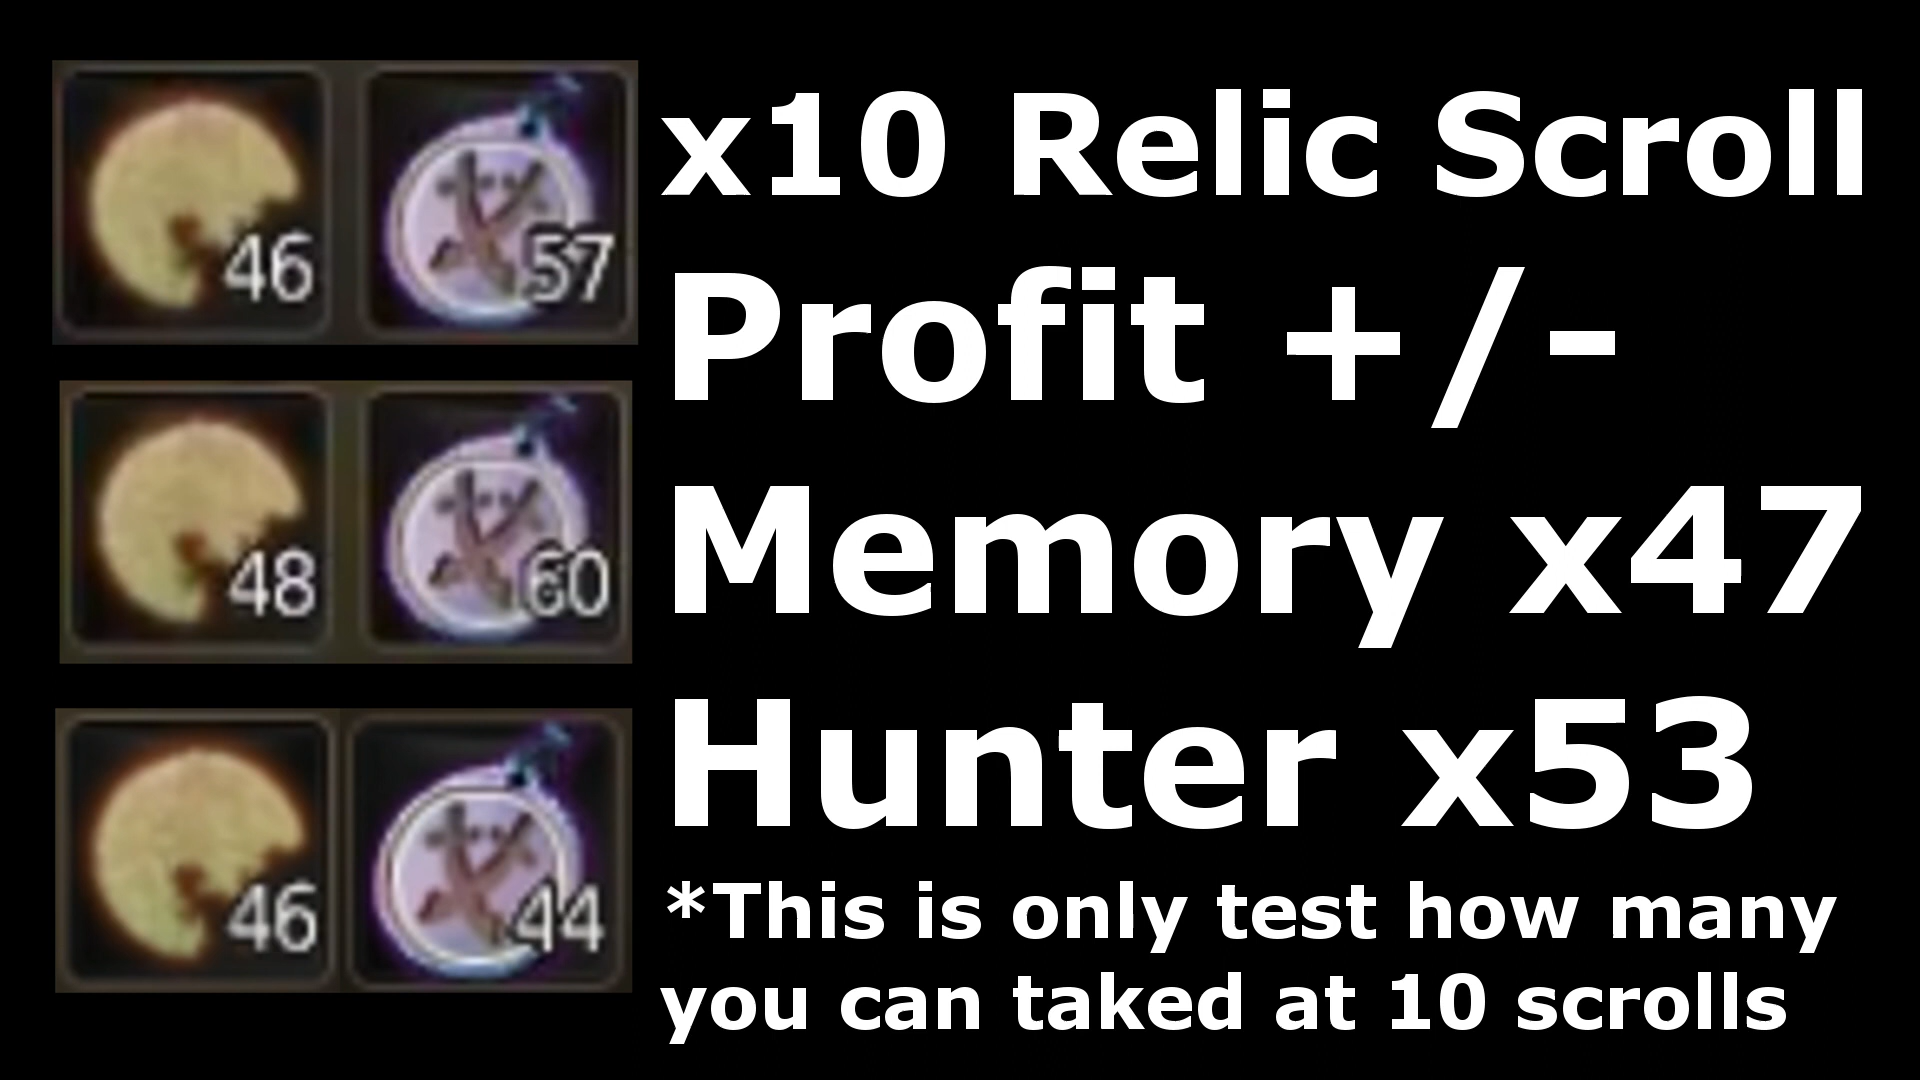 46 57 x10 Relic Scroll
Profit +/-
48 60 Memory x47
46 44 Hunter x53
*This is only test how many
you can taked at 10 scrolls